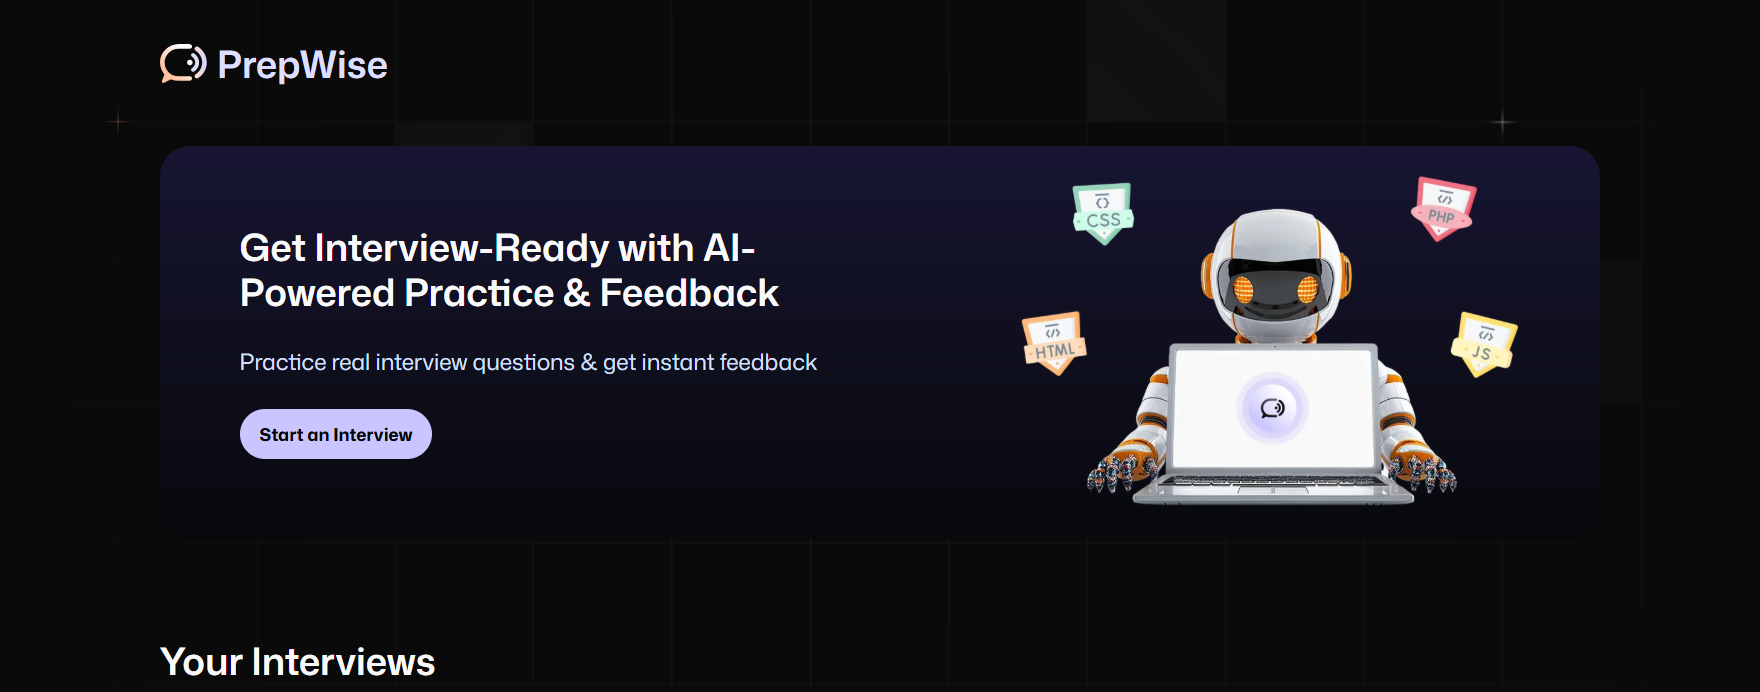 PrepWise
Get Interview-Ready with AI-
Powered Practice & Feedback
Practice real interview questions & get instant feedback
Start an Interview
CSS
PHP
HTML
JS
Your Interviews